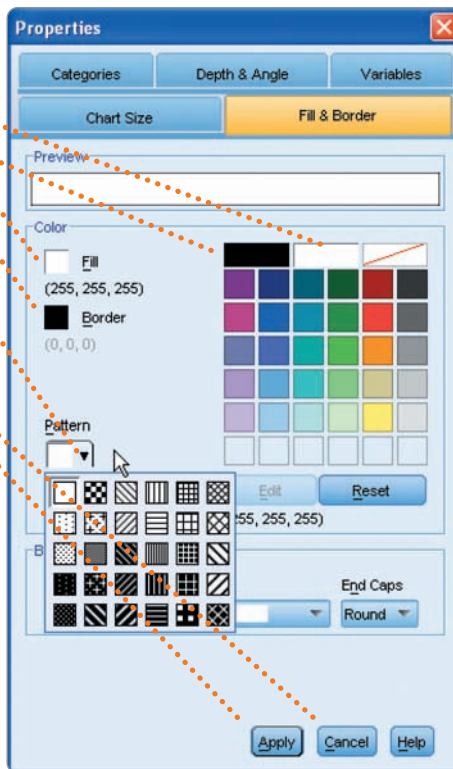 Properties
Categories Depth & Angle Variables
Chart Size Fill & Border
Preview
Color
Fill
(255, 255, 255)
Border
(0, 0, 0)
Pattern
Edit Reset
255, 255)
B
End Caps
Round
Apply Cancel Help